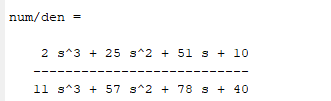 num/den =
2 s^3 + 25 s^2 + 51 s + 10
---------------------------
11 s^3 + 57 s^2 + 78 s + 40